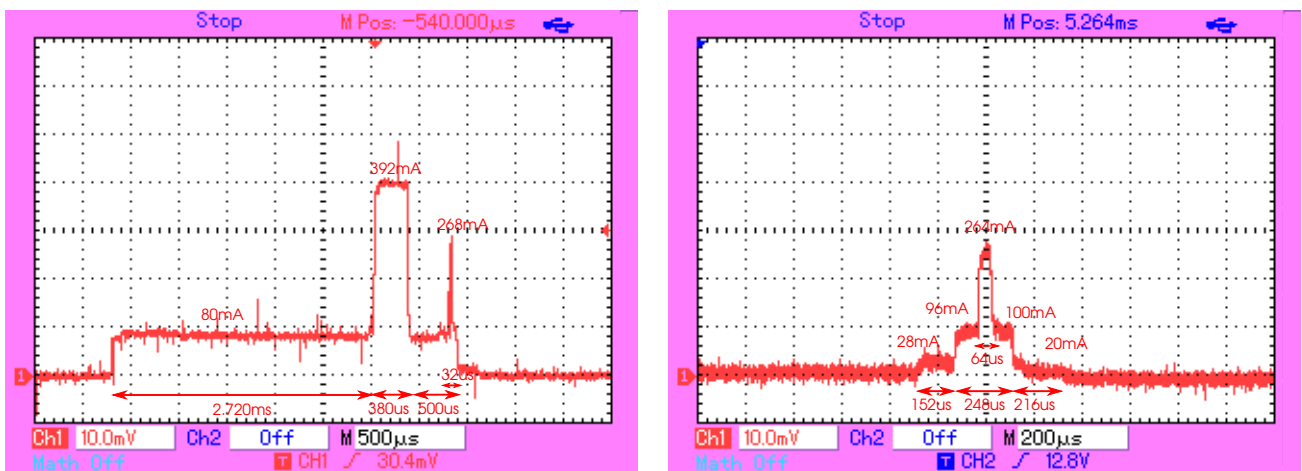 Stop M Pos: -540.000µs
392mA
268mA
80mA
32us
2.720ms 380us 500us
1
Ch1 10.0mV Ch2 Off M 500µs
Math Off T CH1 30.4mV
Stop M Pos: 5.264ms
264mA
96mA 100mA
28mA 20mA
64us
1
152us 248us 216us
Ch1 10.0mV Ch2 Off M 200µs
Math Off T CH2 12.8V